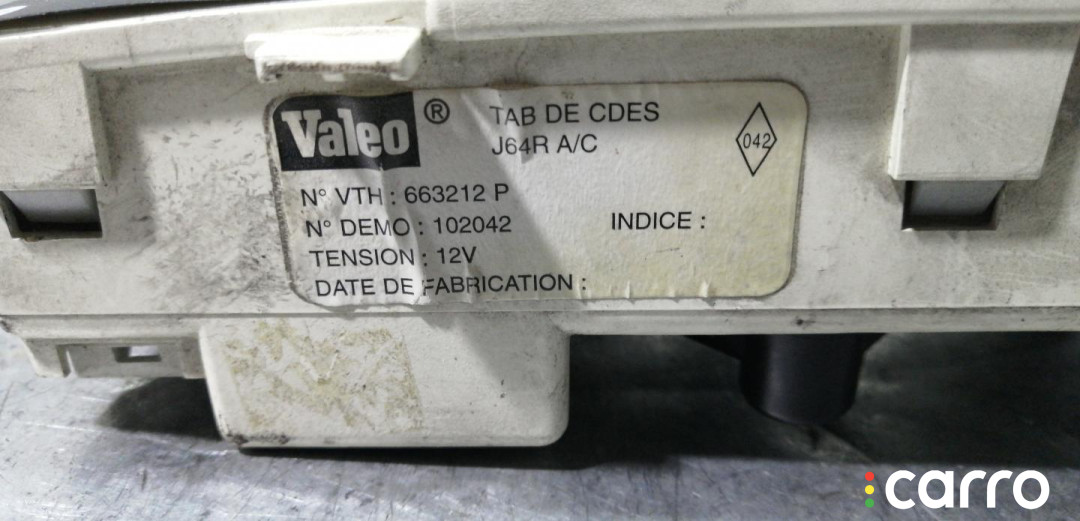 Valeo ® TAB DE CDES
J64R A/C
042
N° VTH : 663212 P
N° DEMO : 102042 INDICE :
TENSION : 12V
DATE DE FABRICATION :
carro